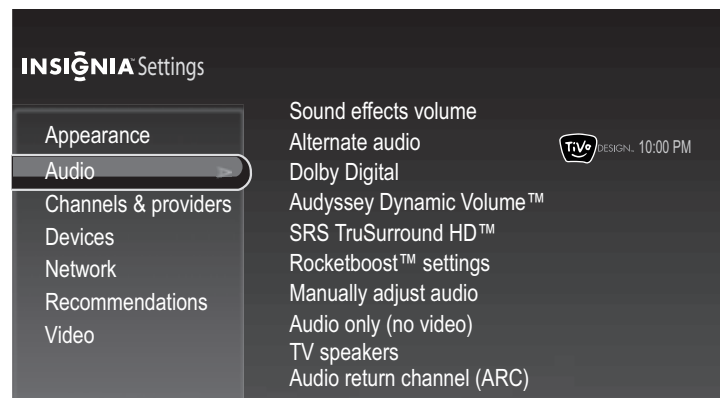 INSIGNIA™ Settings
Appearance
Audio
Channels & providers
Devices
Network
Recommendations
Video
Sound effects volume
Alternate audio
Dolby Digital
Audyssey Dynamic Volume™
SRS TruSurround HD™
Rocketboost™ settings
Manually adjust audio
Audio only (no video)
TV speakers
Audio return channel (ARC)
TiVo DESIGN™ 10:00 PM